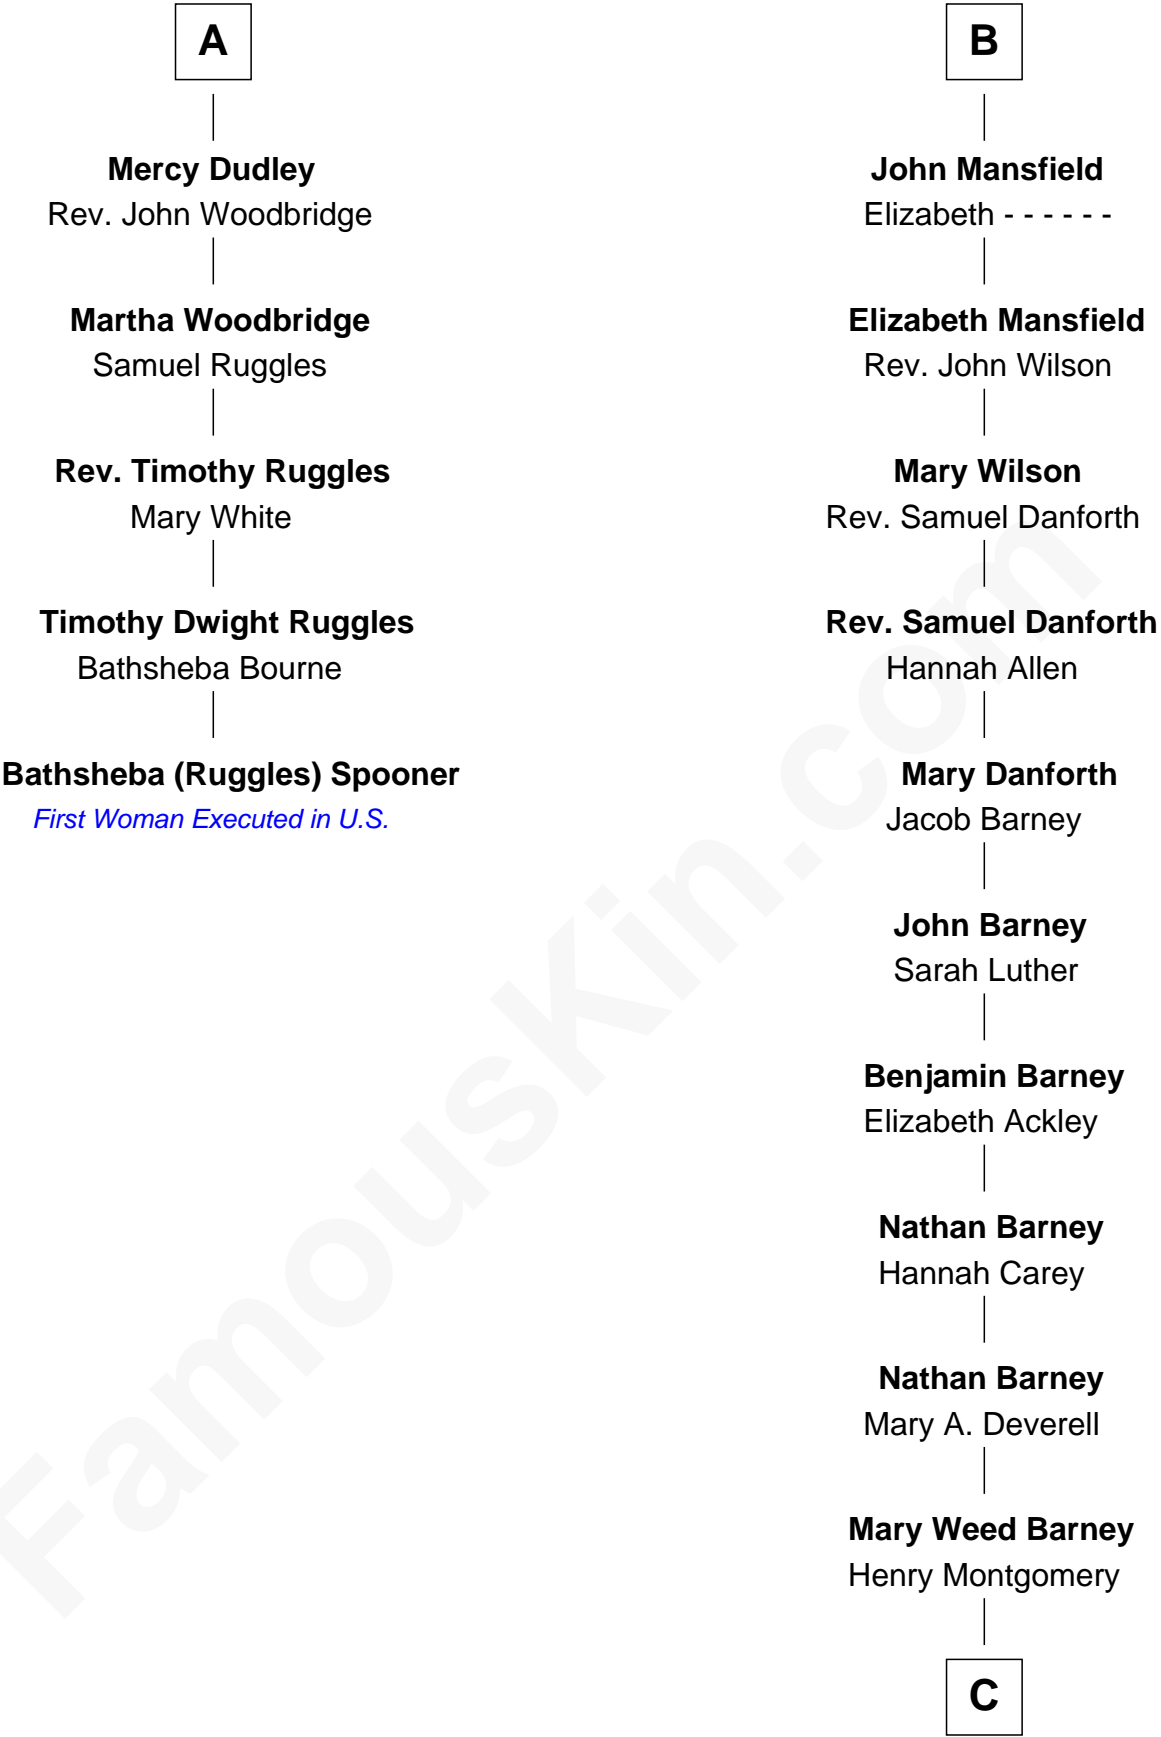 A
Mercy Dudley
Rev. John Woodbridge
Martha Woodbridge
Samuel Ruggles
Rev. Timothy Ruggles
Mary White
Timothy Dwight Ruggles
Bathsheba Bourne
Bathsheba (Ruggles) Spooner
First Woman Executed in U.S.
B
John Mansfield
Elizabeth - - - - - -
Elizabeth Mansfield
Rev. John Wilson
Mary Wilson
Rev. Samuel Danforth
Rev. Samuel Danforth
Hannah Allen
Mary Danforth
Jacob Barney
John Barney
Sarah Luther
Benjamin Barney
Elizabeth Ackley
Nathan Barney
Hannah Carey
Nathan Barney
Mary A. Deverell
Mary Weed Barney
Henry Montgomery
C
FamousKin.com